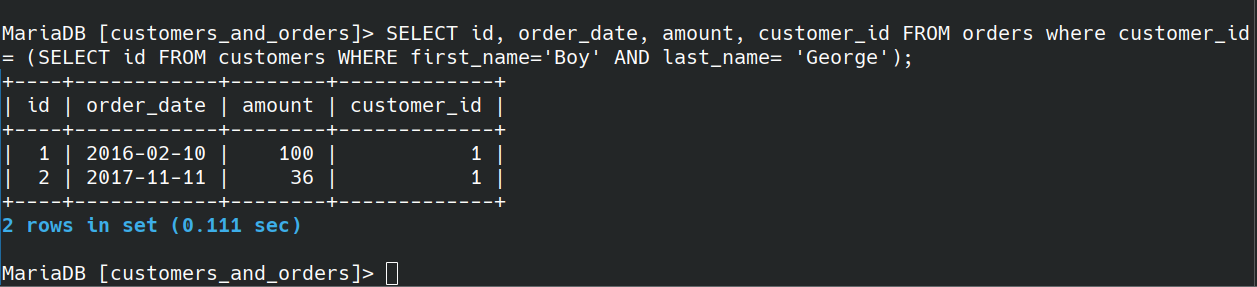 MariaDB [customers_and_orders]> SELECT id, order_date, amount, customer_id FROM orders where customer_id
= (SELECT id FROM customers WHERE first_name='Boy' AND last_name= 'George');
+----+------------+--------+-------------+
| id | order_date | amount | customer_id |
+----+------------+--------+-------------+
|  1 | 2016-02-10 |    100 |           1 |
|  2 | 2017-11-11 |     36 |           1 |
+----+------------+--------+-------------+
2 rows in set (0.111 sec)
MariaDB [customers_and_orders]>